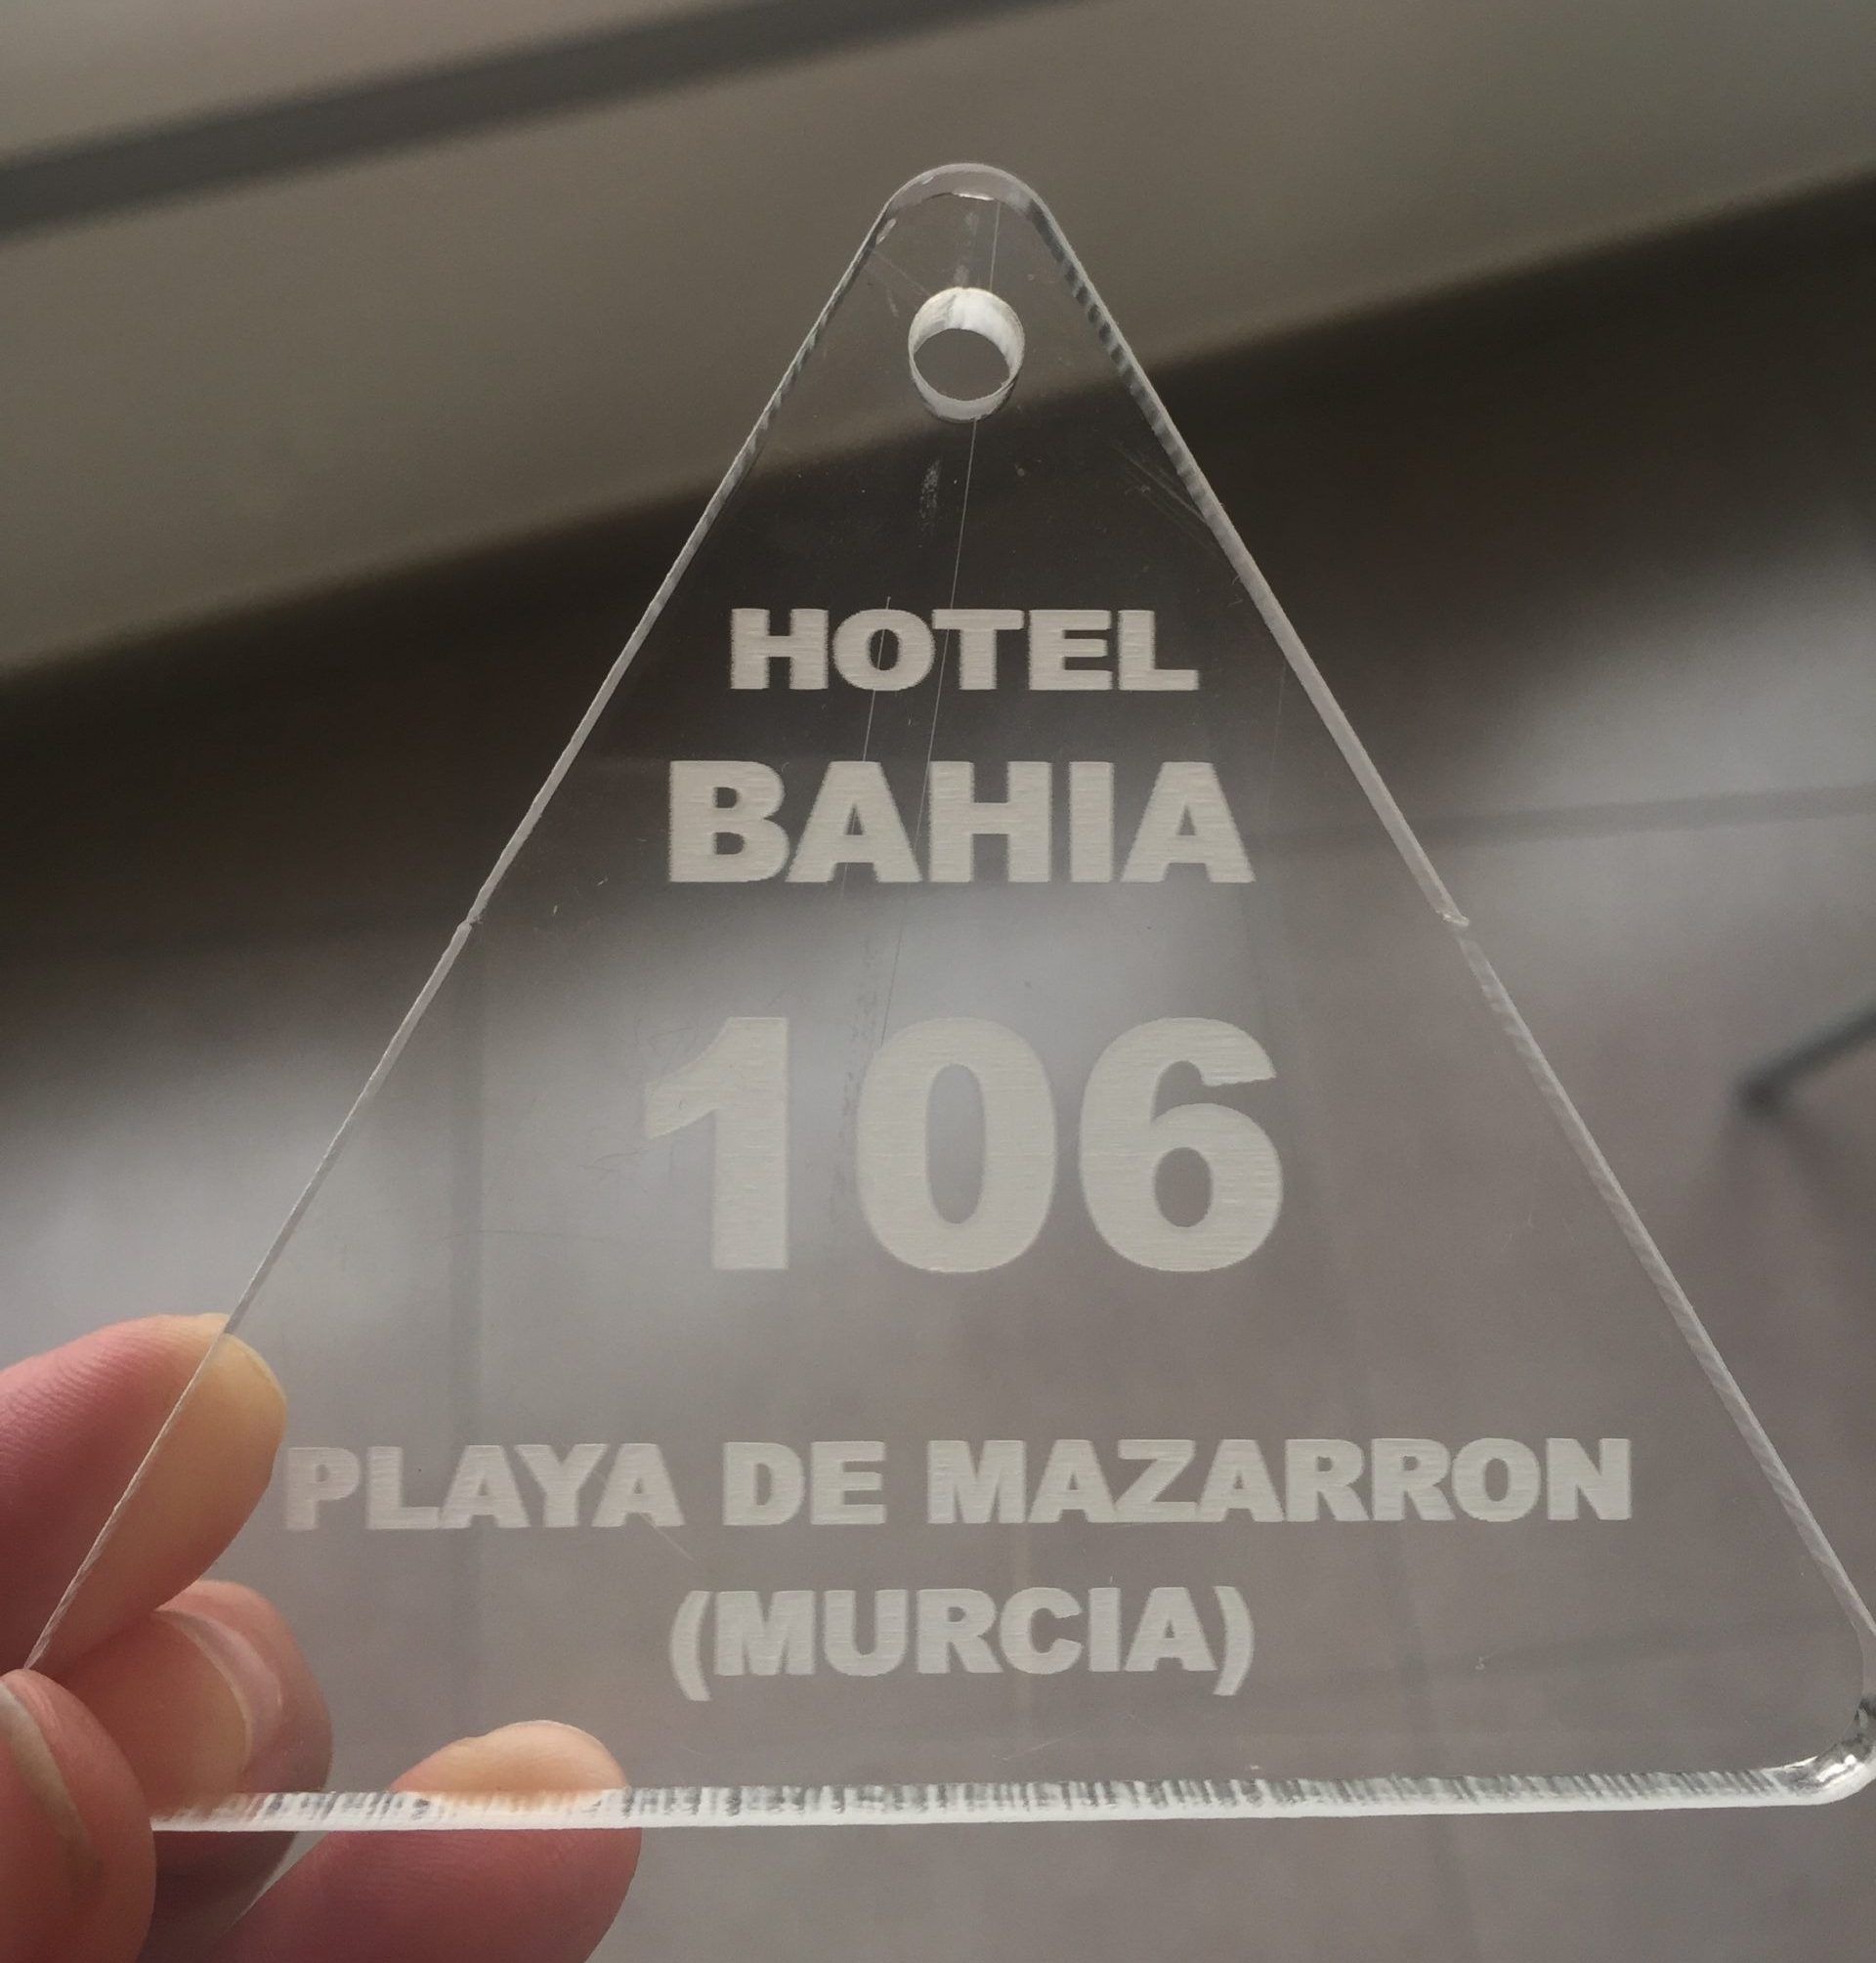 HOTEL
BAHIA
106
PLAYA DE MAZARRON
(MURCIA)